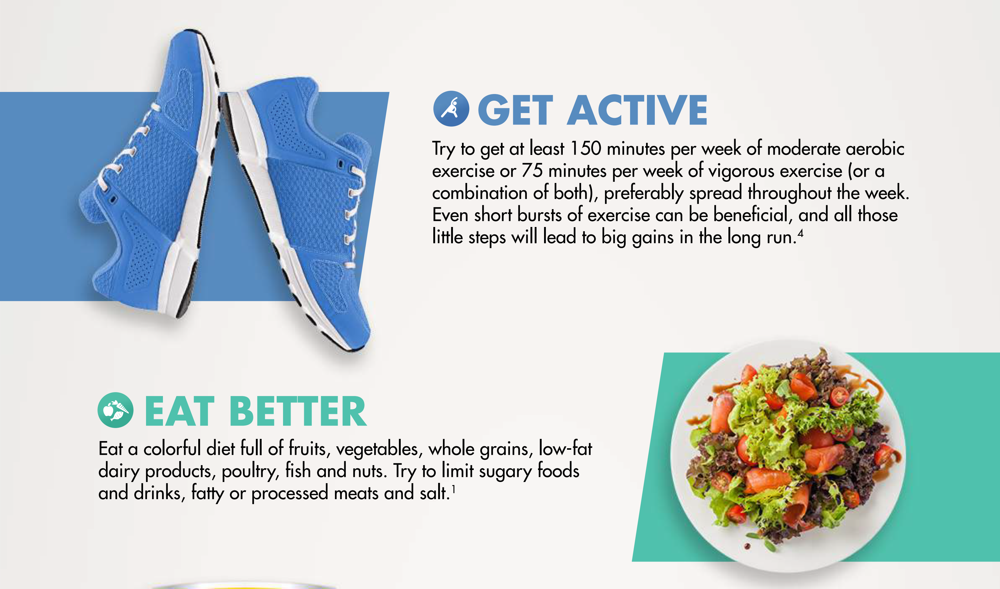 GET ACTIVE
Try to get at least 150 minutes per week of moderate aerobic
exercise or 75 minutes per week of vigorous exercise (or a
combination of both), preferably spread throughout the week.
Even short bursts of exercise can be beneficial, and all those
little steps will lead to big gains in the long run.⁴
EAT BETTER
Eat a colorful diet full of fruits, vegetables, whole grains, low-fat
dairy products, poultry, fish and nuts. Try to limit sugary foods
and drinks, fatty or processed meats and salt.¹